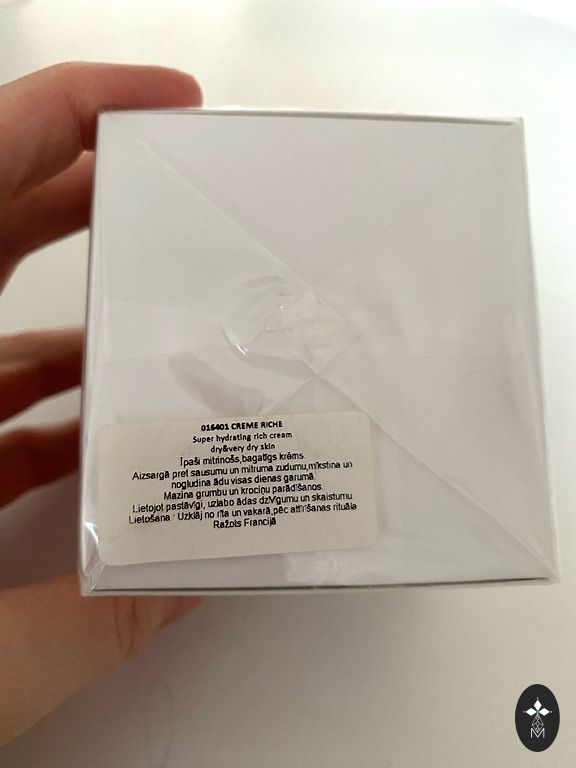 016401 CREME RICHE
Super hydrating rich cream
dry&very dry skin
Īpaši mitrinošs,bagatīgs krēms
Aizsargā pret sausumu un mitruma zudumu,mīkstina un
nogludina ādu visas dienas garumā.
Mazina grumbu un krociņu parādīšanos.
Lietojot pastāvīgi, uzlabo ādas dzīvīgumu un skaistumu
Lietošana : Uzklāj no rīta un vakarā,pēc attīrīšanas rituāla
Ražots Francijā
M